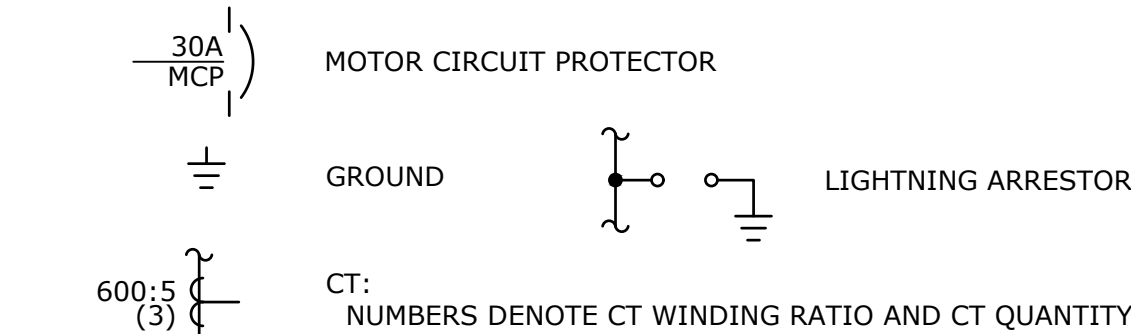 30A
MCP
MOTOR CIRCUIT PROTECTOR
GROUND
LIGHTNING ARRESTOR
600:5
(3)
CT:
NUMBERS DENOTE CT WINDING RATIO AND CT QUANTITY